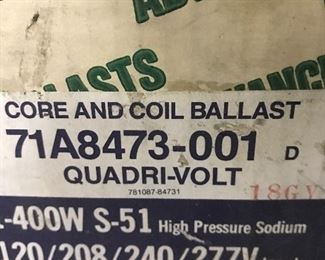 CORE AND COIL BALLAST
71A8473-001 D
QUADRI-VOLT
781087-84731
18GY
-400W S-51 High Pressure Sodium
120/208/240/277V